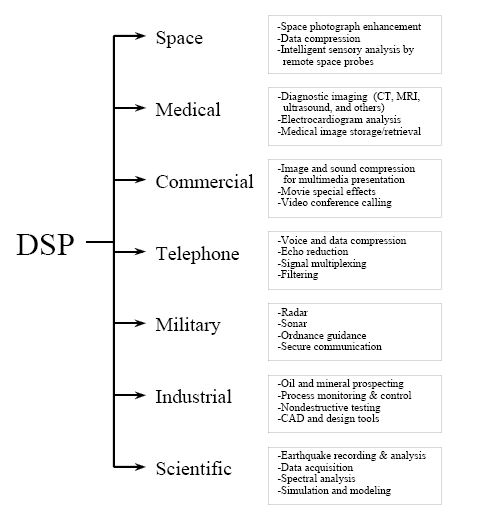 Space
-Space photograph enhancement
-Data compression
-Intelligent sensory analysis by
remote space probes
Medical
-Diagnostic imaging (CT, MRI,
ultrasound, and others)
-Electrocardiogram analysis
-Medical image storage/retrieval
Commercial
-Image and sound compression
for multimedia presentation
-Movie special effects
-Video conference calling
DSP
Telephone
-Voice and data compression
-Echo reduction
-Signal multiplexing
-Filtering
Military
-Radar
-Sonar
-Ordnance guidance
-Secure communication
Industrial
-Oil and mineral prospecting
-Process monitoring & control
-Nondestructive testing
-CAD and design tools
Scientific
-Earthquake recording & analysis
-Data acquisition
-Spectral analysis
-Simulation and modeling